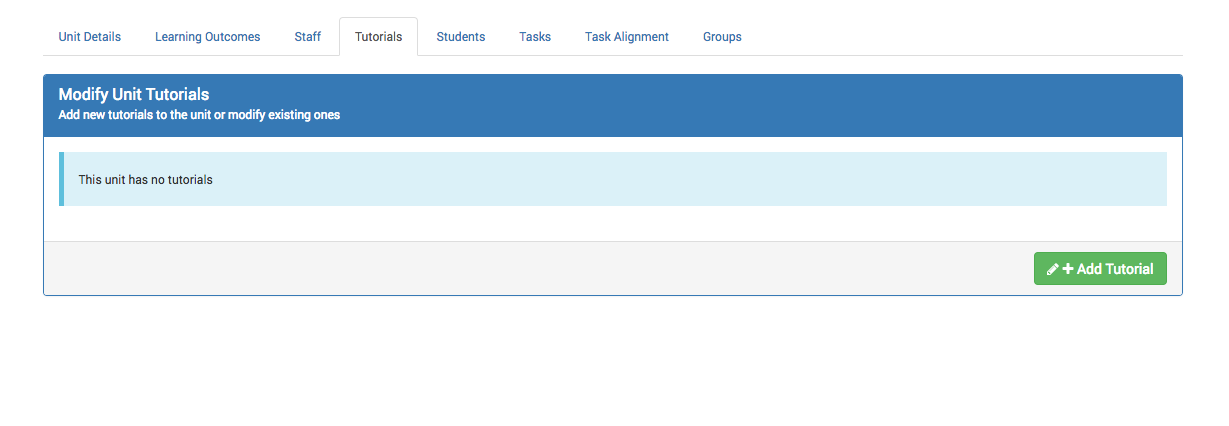 Unit Details Learning Outcomes Staff Tutorials Students Tasks Task Alignment Groups
Modify Unit Tutorials
Add new tutorials to the unit or modify existing ones
This unit has no tutorials
Add Tutorial